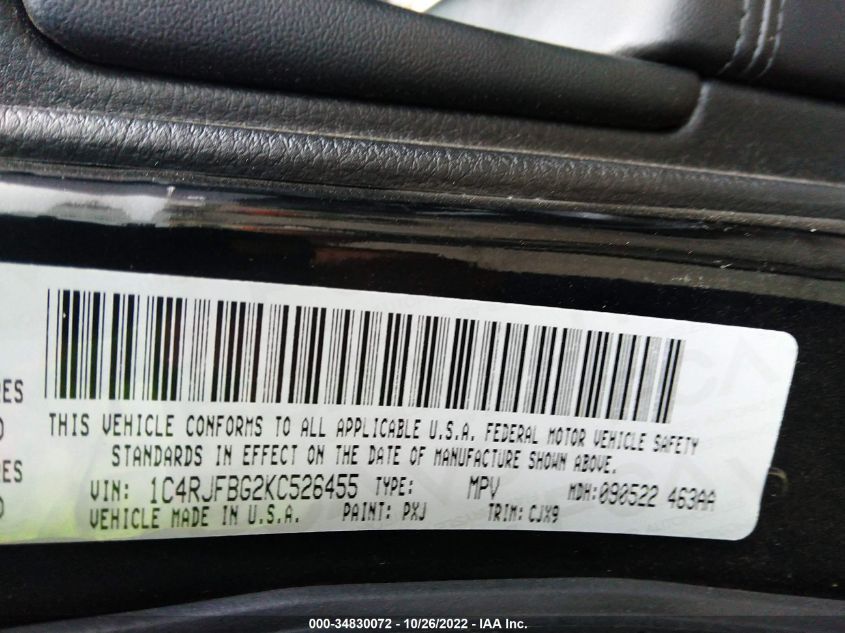 RES
THIS VEHICLE CONFORMS TO ALL APPLICABLE U.S.A. FEDERAL MOTOR VEHICLE SAFETY
STANDARDS IN EFFECT ON THE DATE OF MANUFACTURE SHOWN ABOVE.
RES
VIN: 1C4RJFBG2KC526455 TYPE: MPV MDH:090522 463AA
VEHICLE MADE IN U.S.A. PAINT: PXJ TRIM: CJX9
000-34830072 - 10/26/2022 - IAA Inc.